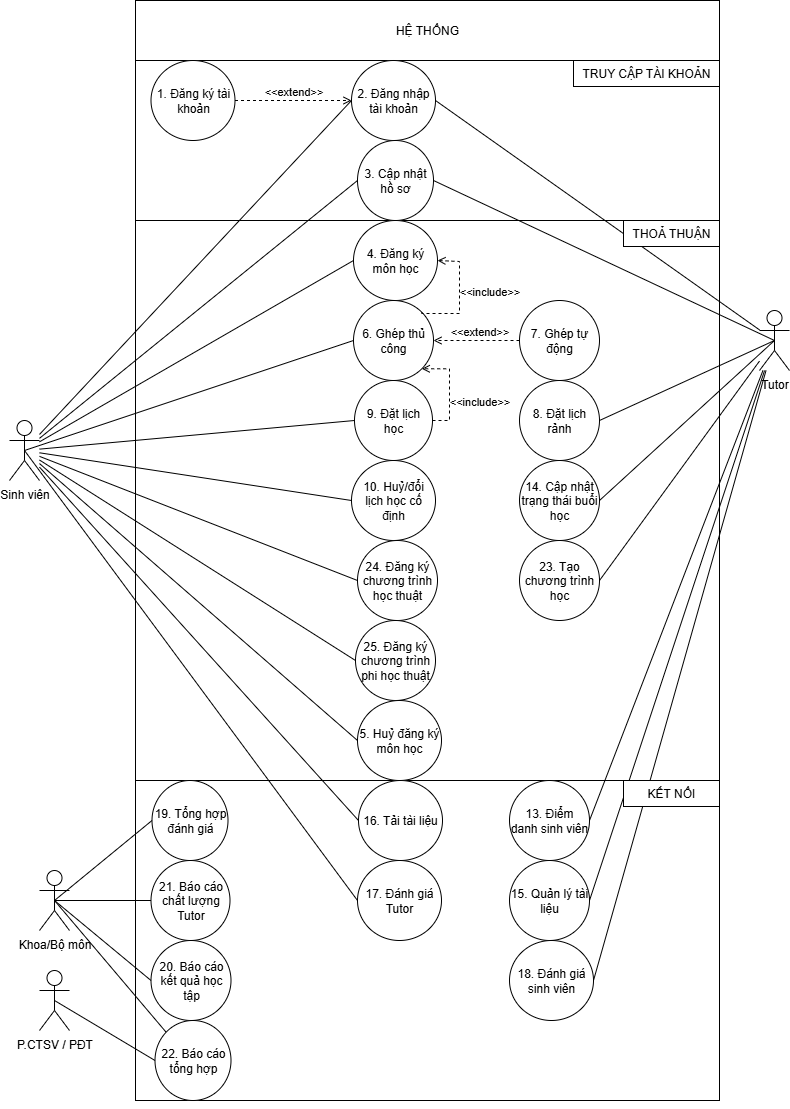 HỆ THỐNG
TRUY CẬP TÀI KHOẢN
1. Đăng ký tài
khoản
<<extend>>
2. Đăng nhập
tài khoản
3. Cập nhật
hồ sơ
THOẢ THUẬN
4. Đăng ký
môn học
<<include>>
6. Ghép thủ
công
<<extend>>
7. Ghép tự
động
Tutor
<<include>>
9. Đặt lịch
học
8. Đặt lịch
rảnh
Sinh viên
10. Huỷ/đổi
lịch học cố
định
14. Cập nhật
trạng thái buổi
học
24. Đăng ký
chương trình
học thuật
23. Tạo
chương trình
học
25. Đăng ký
chương trình
phi học thuật
5. Huỷ đăng ký
môn học
KẾT NỐI
19. Tổng hợp
đánh giá
16. Tải tài liệu
13. Điểm
danh sinh viên
21. Báo cáo
chất lượng
Tutor
17. Đánh giá
Tutor
15. Quản lý tài
liệu
Khoa/Bộ môn
20. Báo cáo
kết quả học
tập
18. Đánh giá
sinh viên
P.CTSV / PĐT
22. Báo cáo
tổng hợp